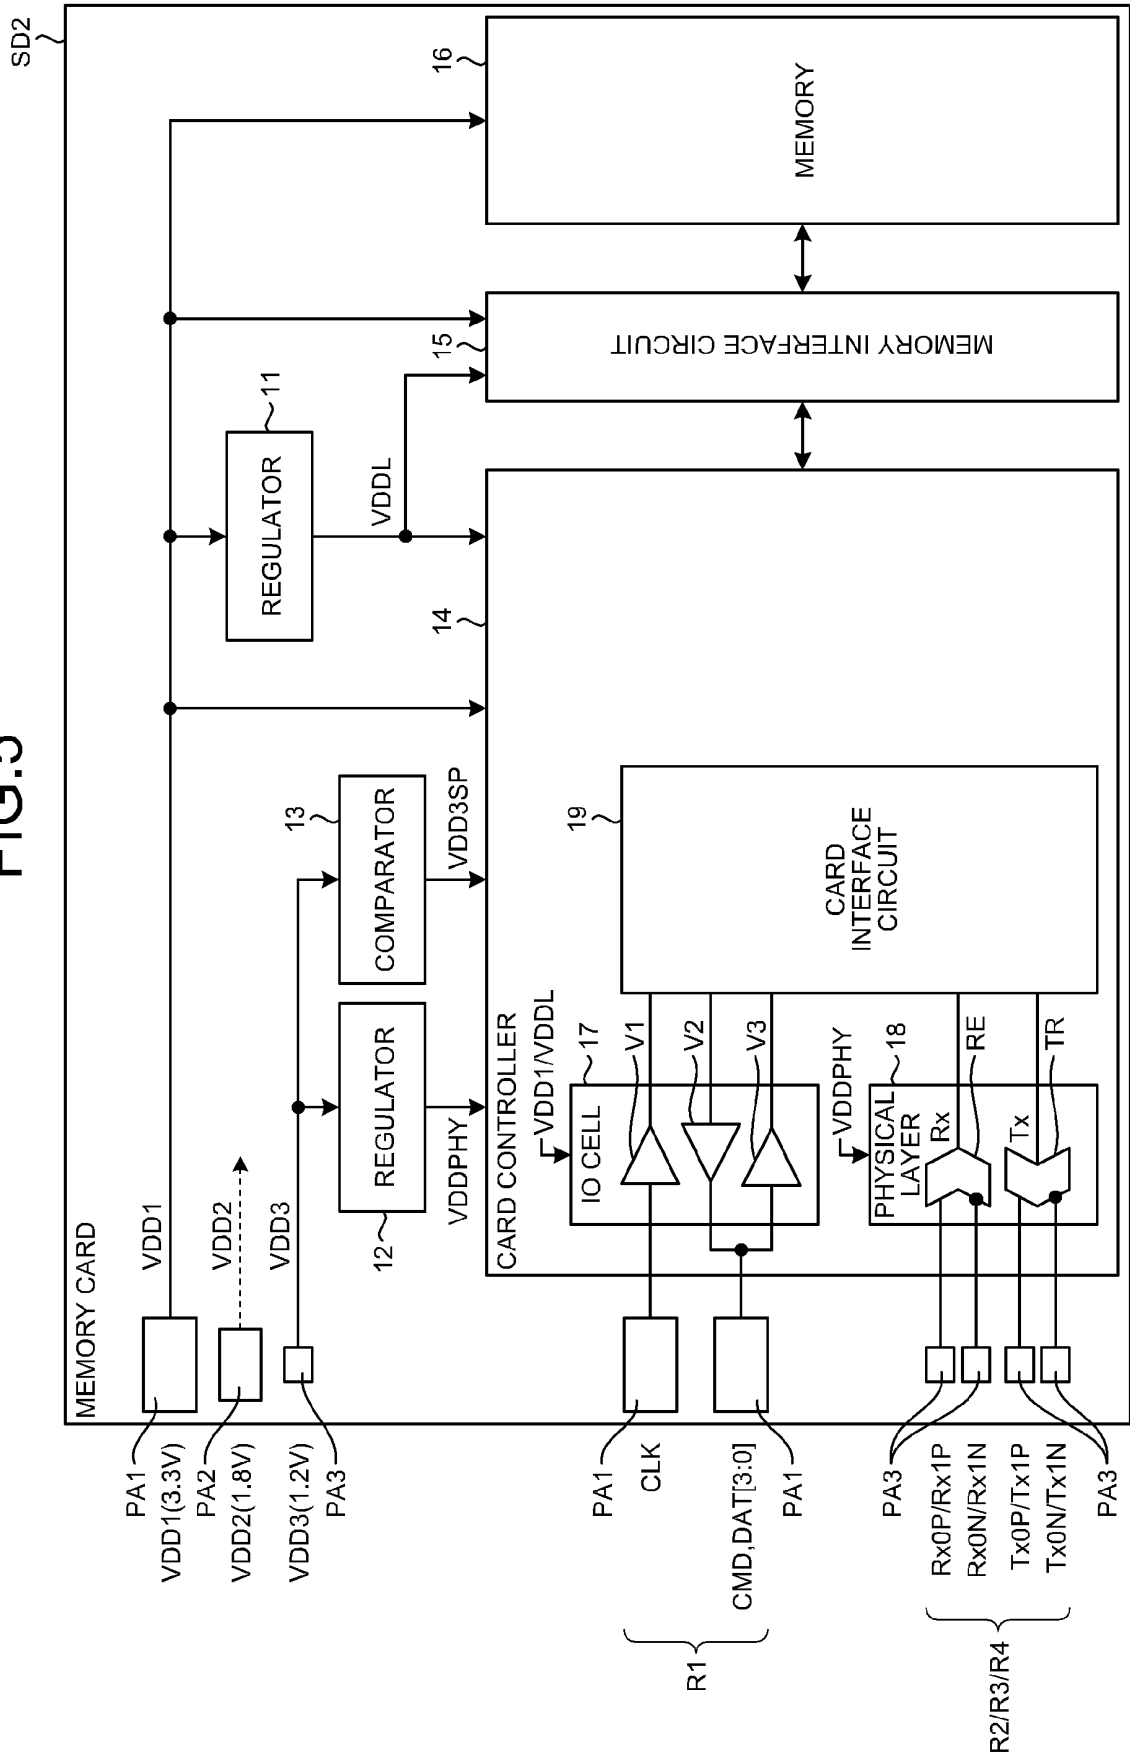 FIG.5
SD2
MEMORY CARD
PA1
VDD1(3.3V)
VDD1
PA2
VDD2(1.8V)
VDD2
VDD3(1.2V)
PA3
VDD3
REGULATOR
11
VDDL
REGULATOR
12
VDDPHY
COMPARATOR
13
VDD3SP
14
15
16
CARD CONTROLLER
MEMORY INTERFACE CIRCUIT
MEMORY
VDD1/VDDL
IO CELL
17
V1
V2
V3
19
CARD
INTERFACE
CIRCUIT
VDDPHY
PHYSICAL
LAYER
18
Rx
RE
Tx
TR
PA1
CLK
CMD,DAT[3:0]
PA1
R1
PA3
Rx0P/Rx1P
Rx0N/Rx1N
Tx0P/Tx1P
Tx0N/Tx1N
PA3
R2/R3/R4